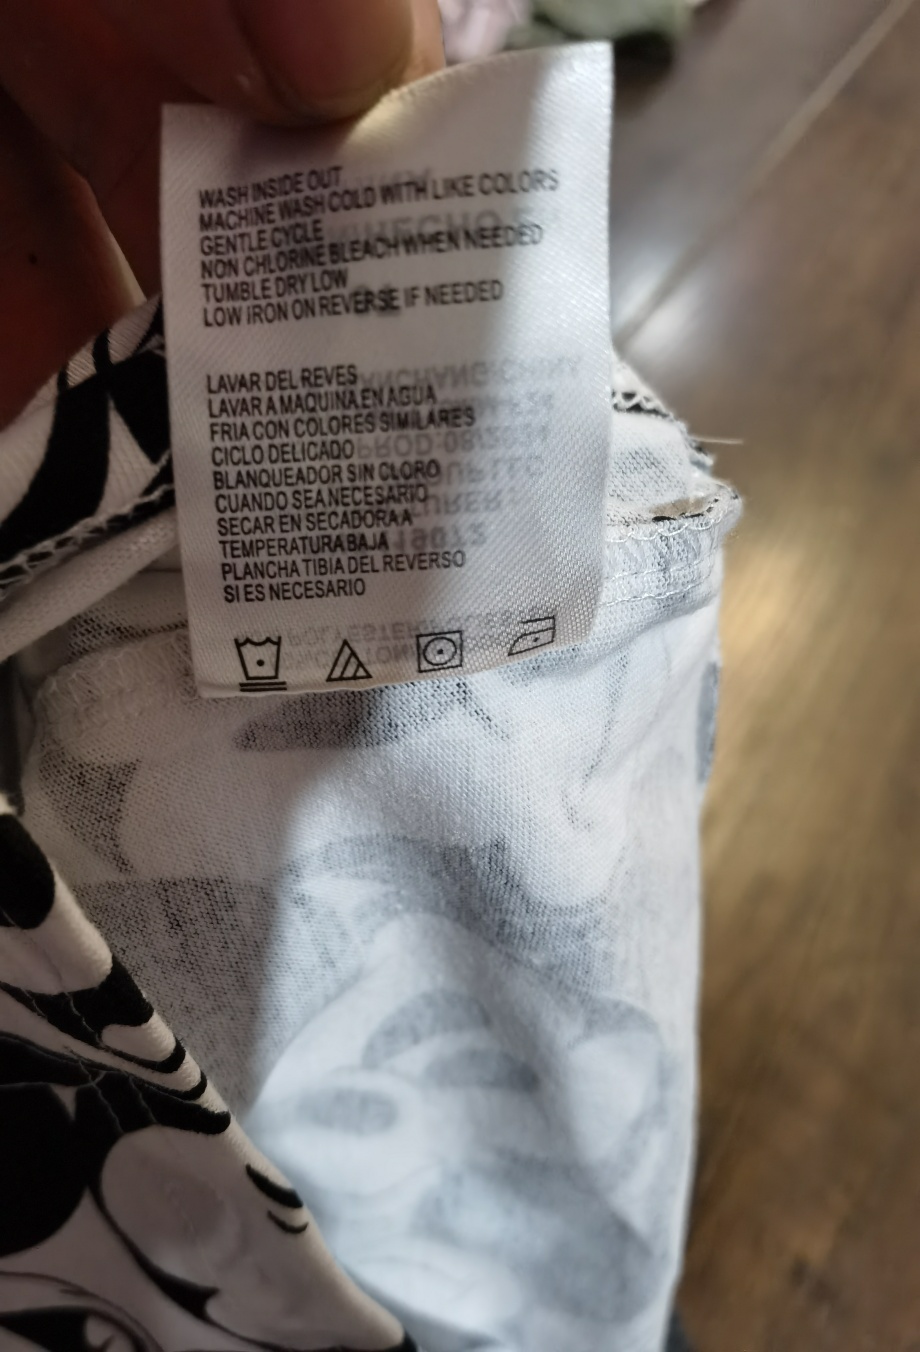 WASH INSIDE OUT
MACHINE WASH COLD WITH LIKE COLORS
GENTLE CYCLE
NON CHLORINE BLEACH WHEN NEEDED
TUMBLE DRY LOW
LOW IRON ON REVERSE IF NEEDED
LAVAR DEL REVES
LAVAR A MAQUINA EN AGUA
FRIA CON COLORES SIMILARES
CICLO DELICADO
BLANQUEADOR SIN CLORO
CUANDO SEA NECESARIO
SECAR EN SECADORA A
TEMPERATURA BAJA
PLANCHA TIBIA DEL REVERSO
SI ES NECESARIO